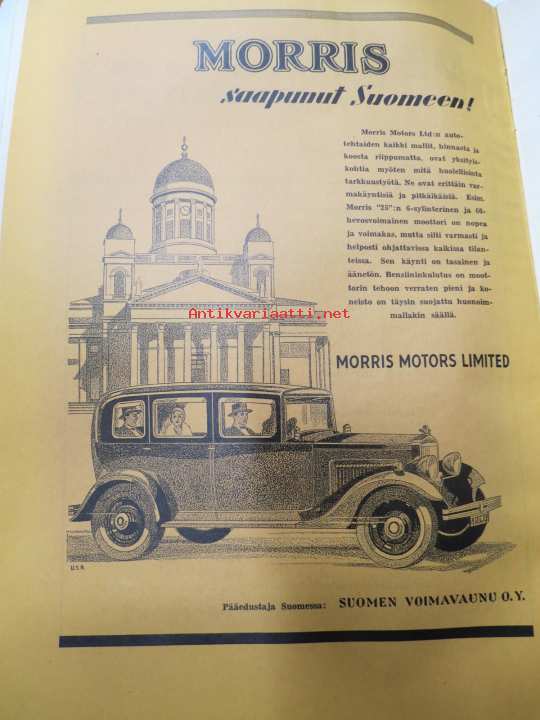 MORRIS
saapunut Suomeen!
Morris Motors Ltd:n auto-
tehtaiden kaikki mallit, hinnasta ja
koosta riippumatta, ovat yksityis-
kohtia myöten mitä huolellisinta
tarkkuustyötä. Ne ovat erittäin var-
makäyntisiä ja pitkäikäisiä. Esim.
Morris "25":n 6-sylinterinen ja 60-
hevosvoimainen moottori on nopea
ja voimakas, mutta silti varmasti ja
helposti ohjattavissa kaikissa tilan-
teissa. Sen käynti on tasainen ja
äänetön. Bensiininkulutus on moot-
torin tehoon verraten pieni ja ko-
neisto on täysin suojattu huonoim-
mallakin säällä.
Antikvariaatti.net
MORRIS MOTORS LIMITED
Pääedustaja Suomessa: SUOMEN VOIMAVAUNU O.Y.